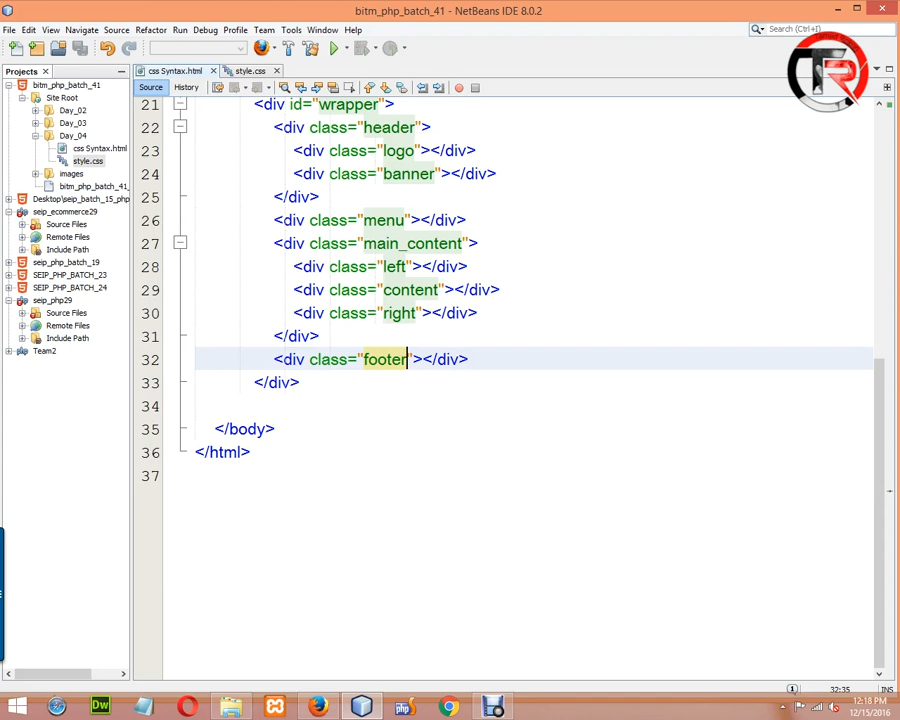 bitm_php_batch_41 - NetBeans IDE 8.0.2
File Edit View Navigate Source Refactor Run Debug Profile Team Tools Window Help
Search (Ctrl+I)
Projects
css Syntax.html style.css
Source History
bitm_php_batch_41
Site Root
Day_02
Day_03
Day_04
css Syntax.html
style.css
images
bitm_php_batch_41_
Desktop\seip_batch_15_php
seip_ecommerce29
Source Files
Remote Files
Include Path
seip_php_batch_19
SEIP_PHP_BATCH_23
SEIP_PHP_BATCH_24
seip_php29
Source Files
Remote Files
Include Path
Team2
21 <div id="wrapper">
22 <div class="header">
23 <div class="logo"></div>
24 <div class="banner"></div>
25 </div>
26 <div class="menu"></div>
27 <div class="main_content">
28 <div class="left"></div>
29 <div class="content"></div>
30 <div class="right"></div>
31 </div>
32 <div class="footer"></div>
33 </div>
34
35 </body>
36 </html>
37
1 32:35 INS
Dw
php
12:18 PM
12/15/2016